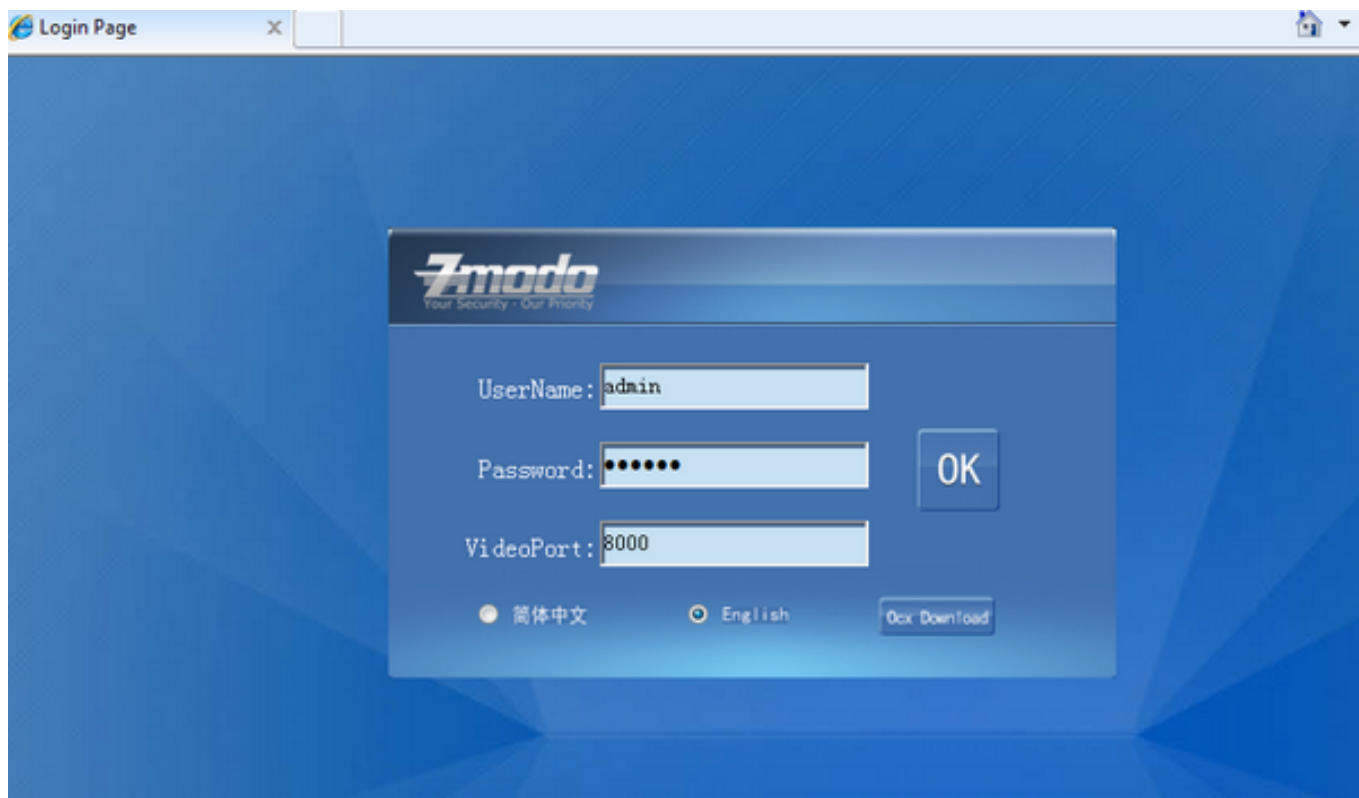 Login Page
Zmodo
Your Security - Our Priority
UserName: admin
Password: ••••••
OK
VideoPort: 8000
简体中文 English Ocx Download